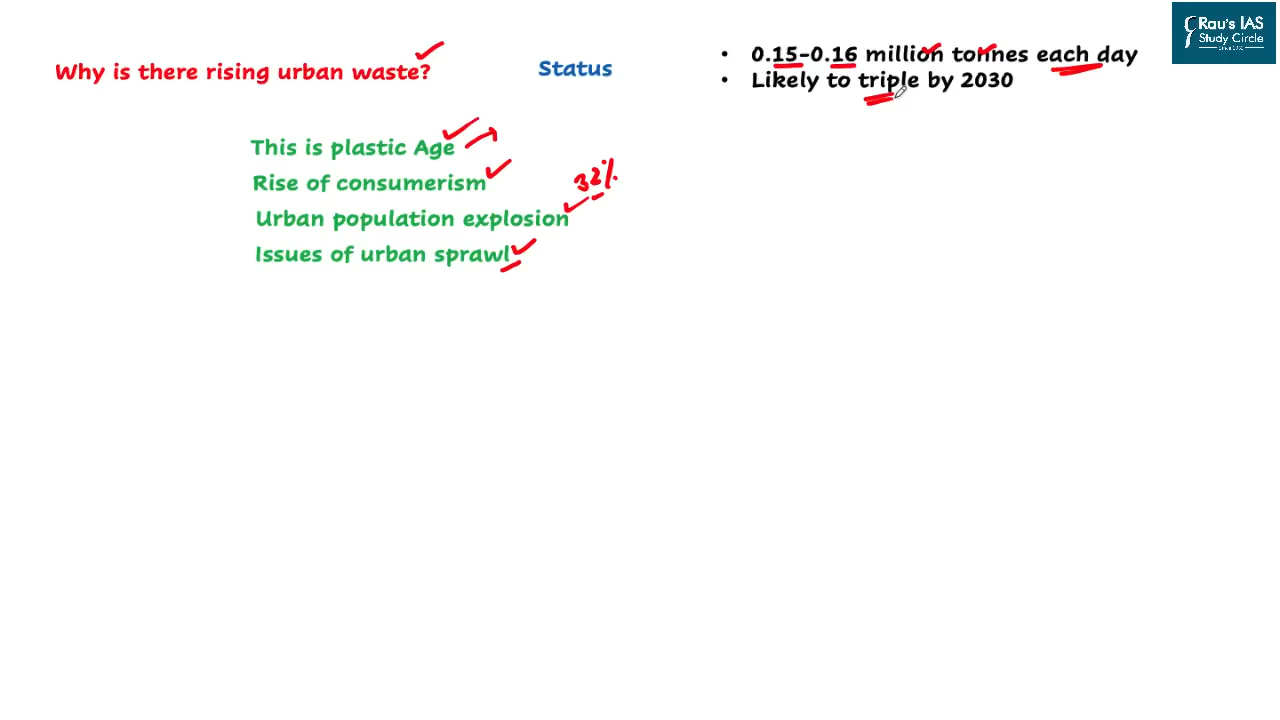 Rau's IAS
Study Circle
Why is there rising urban waste?
Status
• 0.15-0.16 million tonnes each day
• Likely to triple by 2030
This is plastic Age
Rise of consumerism
32%
Urban population explosion
Issues of urban sprawl